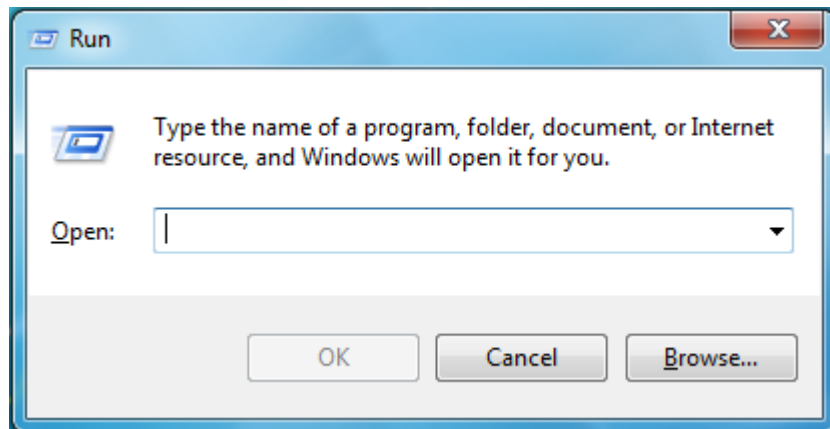 Run
Type the name of a program, folder, document, or Internet
resource, and Windows will open it for you.
Open:
OK Cancel Browse...